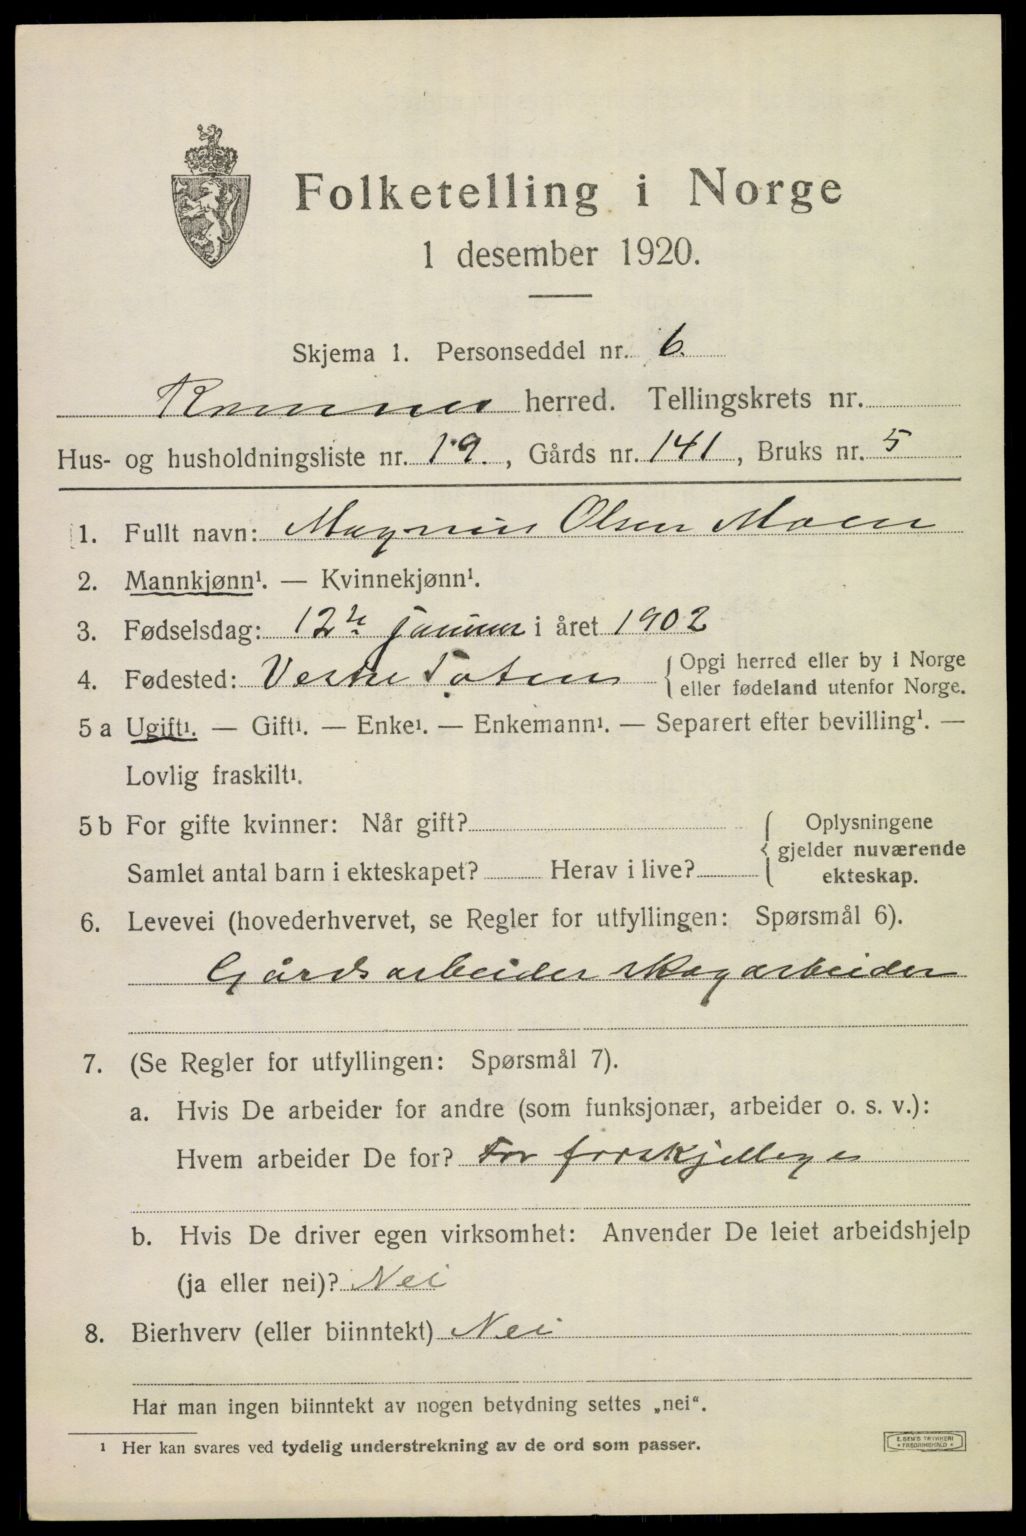 Folketelling i Norge
1 desember 1920.
Skjema 1. Personseddel nr. 6.
herred. Tellingskrets nr.
Hus- og husholdningsliste nr. 19. , Gårds nr. 141 , Bruks nr. 5
1. Fullt navn: Magnus Olsen Moen
2. Mannkjønn¹. — Kvinnekjønn¹.
3. Fødselsdag: 12te januar i året 1902
4. Fødested: Vestre Toten { Opgi herred eller by i Norge
eller fødeland utenfor Norge.
5 a Ugift¹. — Gift¹. — Enke¹. — Enkemann¹. — Separert efter bevilling¹. —
Lovlig fraskilt¹.
5 b For gifte kvinner: Når gift? { Oplysningene
gjelder nuværende
Samlet antal barn i ekteskapet? Herav i live?
ekteskap.
6. Levevei (hovederhvervet, se Regler for utfyllingen: Spørsmål 6).
Gårdsarbeider skogarbeider
7. (Se Regler for utfyllingen: Spørsmål 7).
a. Hvis De arbeider for andre (som funksjonær, arbeider o. s. v.):
Hvem arbeider De for? For forskjellige
b. Hvis De driver egen virksomhet: Anvender De leiet arbeidshjelp
(ja eller nei)? Nei
8. Bierhverv (eller biinntekt) Nei
Har man ingen biinntekt av nogen betydning settes „nei“.
¹ Her kan svares ved tydelig understrekning av de ord som passer.